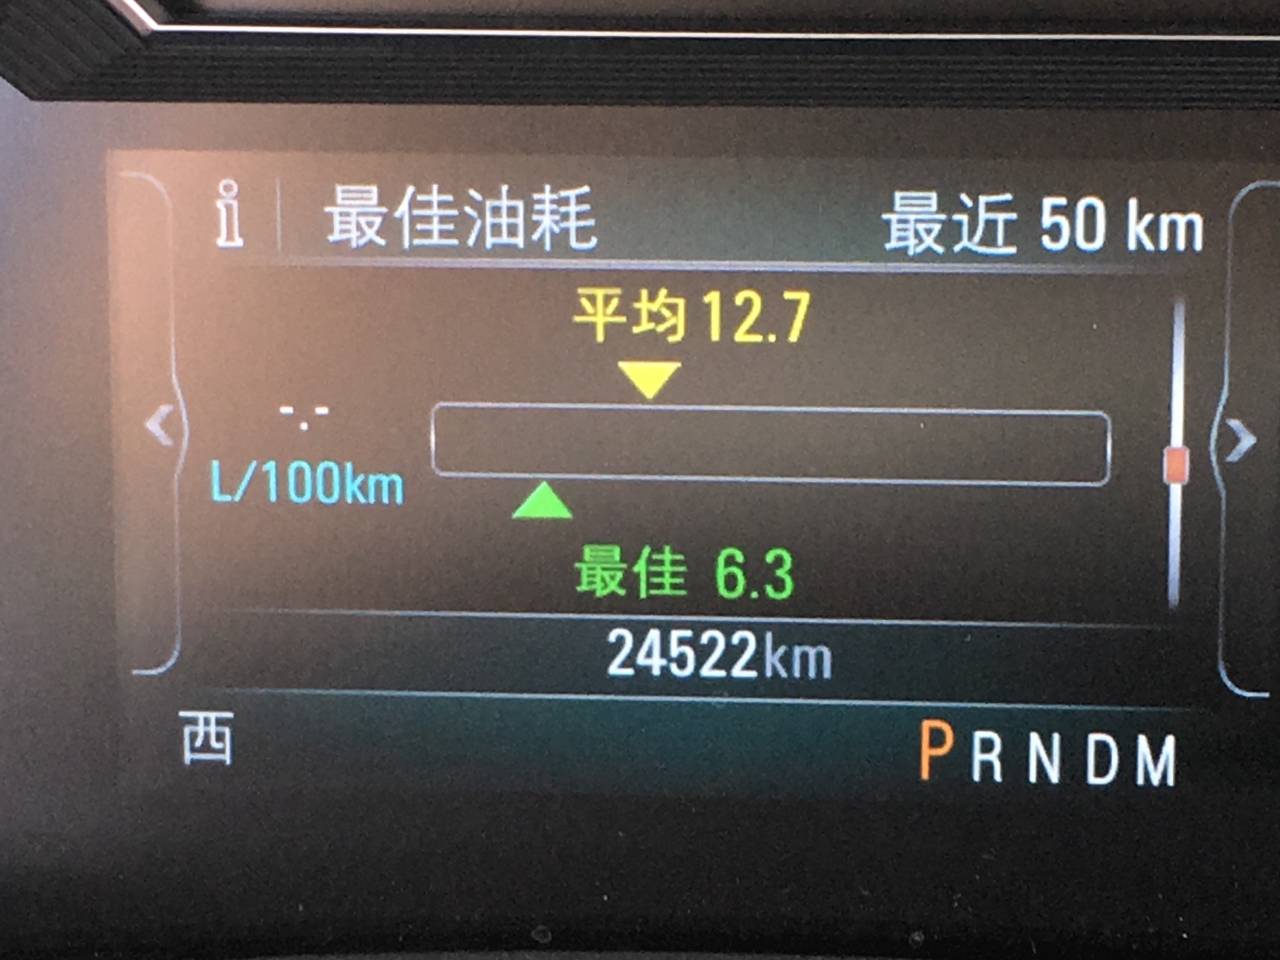 i 最佳油耗 最近 50 km
平均 12.7
-.-
L/100km
最佳 6.3
24522km
西 P R N D M